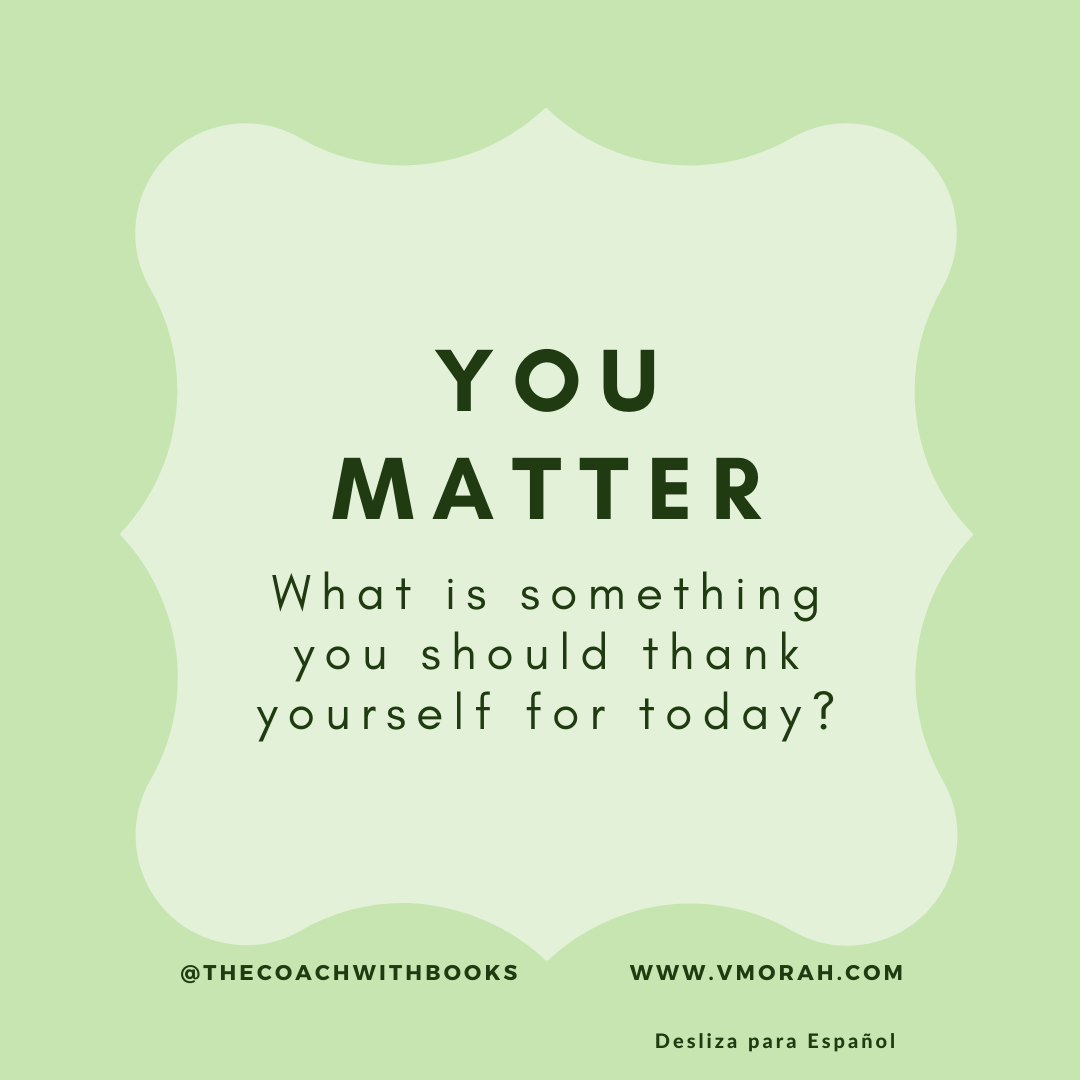 YOU
MATTER
What is something
you should thank
yourself for today?
@THECOACHWITHBOOKS
WWW.VMORAH.COM
Desliza para Español